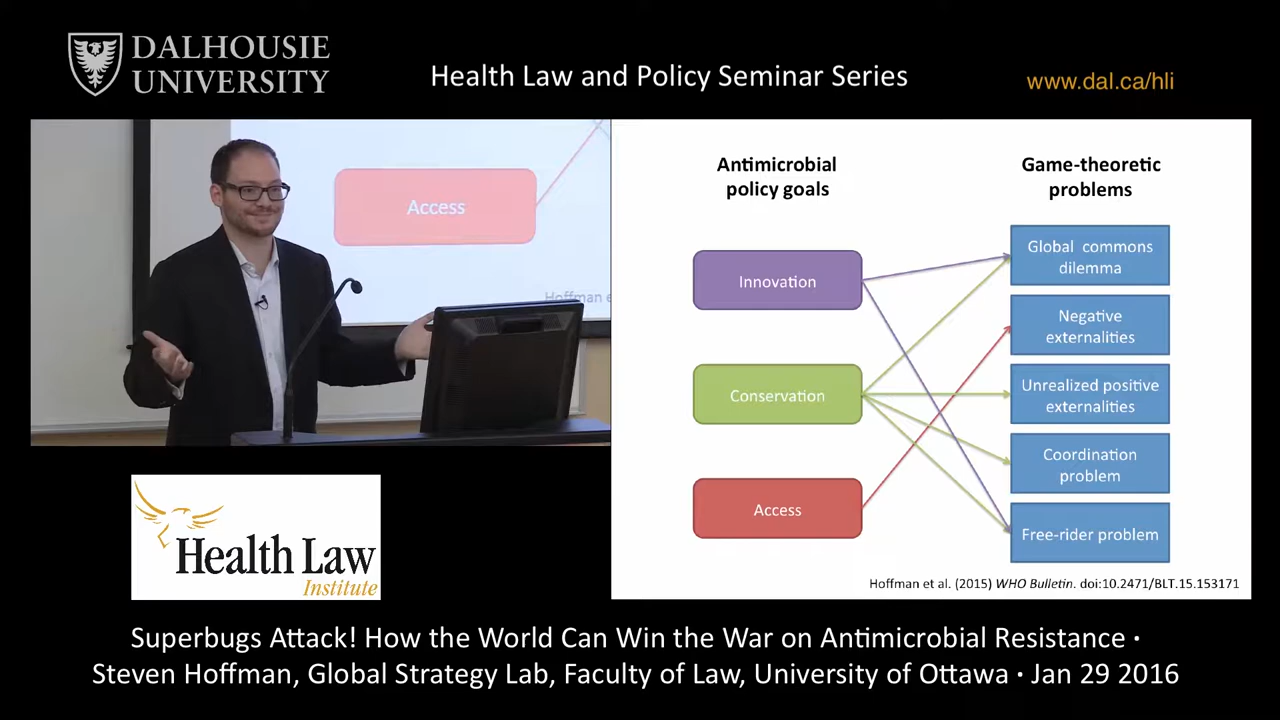 DALHOUSIE
UNIVERSITY
Health Law and Policy Seminar Series
www.dal.ca/hli
Access
Hoffman e
Antimicrobial
policy goals
Game-theoretic
problems
Innovation
Conservation
Access
Global commons
dilemma
Negative
externalities
Unrealized positive
externalities
Coordination
problem
Free-rider problem
Hoffman et al. (2015) WHO Bulletin. doi:10.2471/BLT.15.153171
Health Law
Institute
Superbugs Attack! How the World Can Win the War on Antimicrobial Resistance •
Steven Hoffman, Global Strategy Lab, Faculty of Law, University of Ottawa • Jan 29 2016